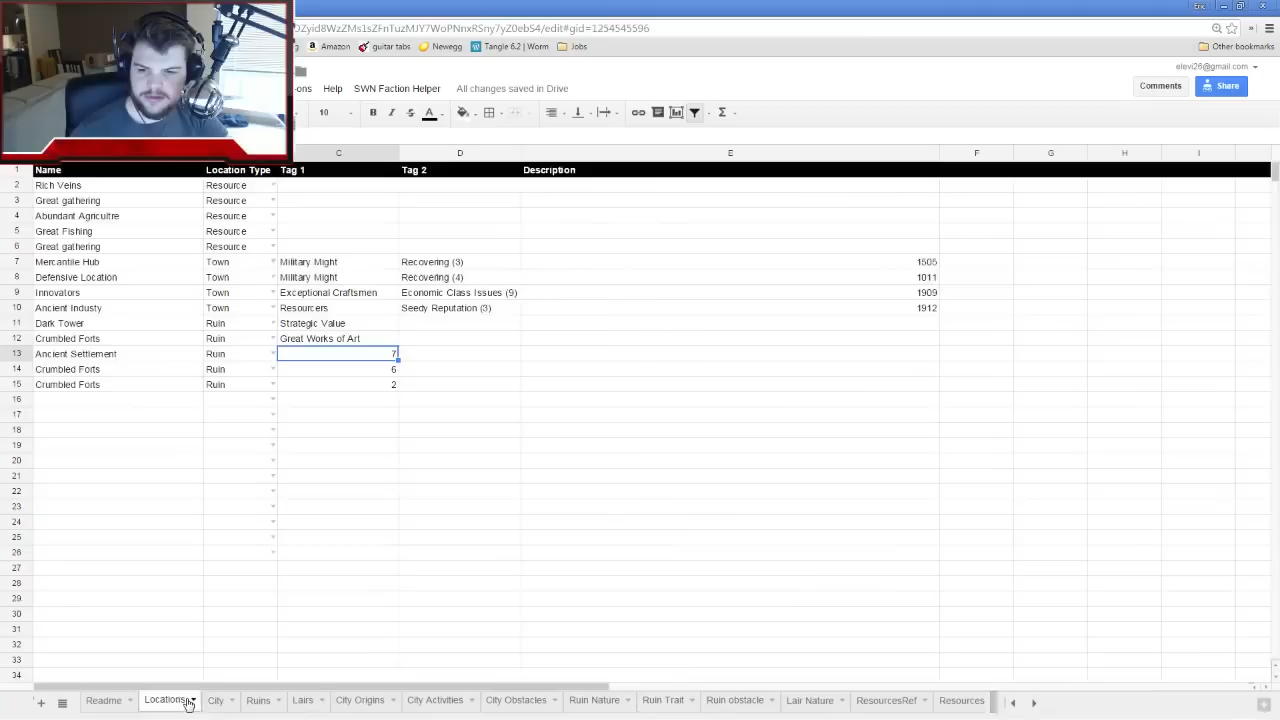 Eric
DZyid8WzZMs1sZFnTuzMJY7WoPNnxRSny7yZ0ebS4/edit#gid=1254545596
Amazon guitar tabs Newegg Tangle 6.2 | Worm Jobs Other bookmarks
elevi26@gmail.com
-ons Help SWN Faction Helper All changes saved in Drive Comments Share
10 B I S A Σ
C D E F G H I
1 Name Location Type Tag 1 Tag 2 Description
2 Rich Veins Resource
3 Great gathering Resource
4 Abundant Agricultre Resource
5 Great Fishing Resource
6 Great gathering Resource
7 Mercantile Hub Town Military Might Recovering (3) 1505
8 Defensive Location Town Military Might Recovering (4) 1011
9 Innovators Town Exceptional Craftsmen Economic Class Issues (9) 1909
10 Ancient Industy Town Resourcers Seedy Reputation (3) 1912
11 Dark Tower Ruin Strategic Value
12 Crumbled Forts Ruin Great Works of Art
13 Ancient Settlement Ruin 7
14 Crumbled Forts Ruin 6
15 Crumbled Forts Ruin 2
16
17
18
19
20
21
22
23
24
25
26
27
28
29
30
31
32
33
34
Readme Locations City Ruins Lairs City Origins City Activities City Obstacles Ruin Nature Ruin Trait Ruin obstacle Lair Nature ResourcesRef Resources